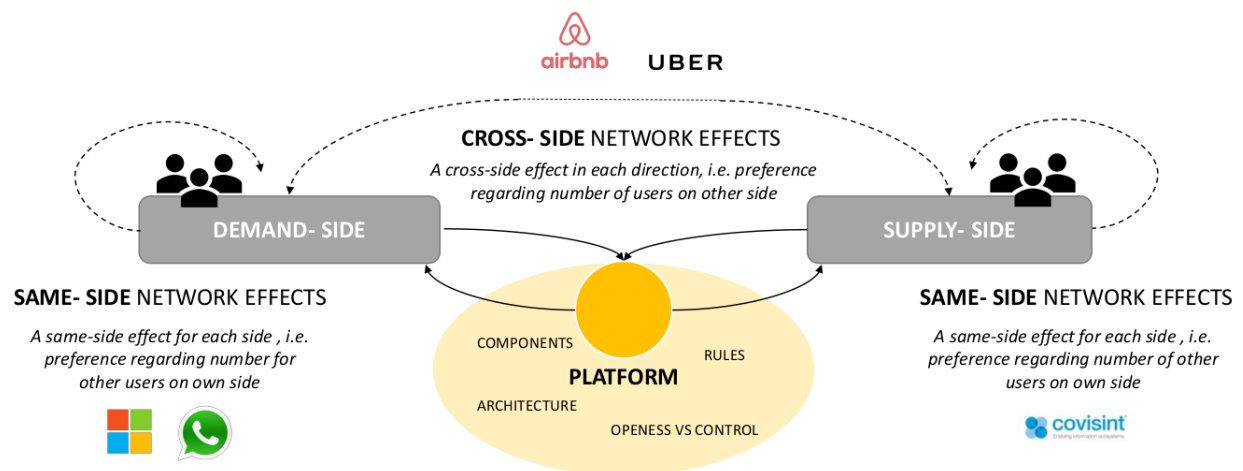 airbnb
UBER
CROSS- SIDE NETWORK EFFECTS
A cross-side effect in each direction, i.e. preference
regarding number of users on other side
DEMAND- SIDE
SUPPLY- SIDE
SAME- SIDE NETWORK EFFECTS
A same-side effect for each side , i.e.
preference regarding number for
other users on own side
COMPONENTS
RULES
PLATFORM
ARCHITECTURE
OPENESS VS CONTROL
SAME- SIDE NETWORK EFFECTS
A same-side effect for each side , i.e.
preference regarding number of other
users on own side
covisint
Enabling information ecosystems